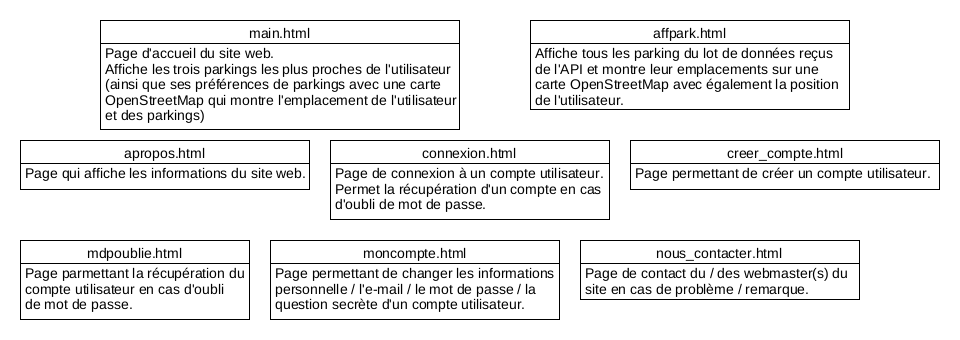 main.html
Page d'accueil du site web.
Affiche les trois parkings les plus proches de l'utilisateur
(ainsi que ses préférences de parkings avec une carte
OpenStreetMap qui montre l'emplacement de l'utilisateur
et des parkings)
affpark.html
Affiche tous les parking du lot de données reçus
de l'API et montre leur emplacements sur une
carte OpenStreetMap avec également la position
de l'utilisateur.
apropos.html
Page qui affiche les informations du site web.
connexion.html
Page de connexion à un compte utilisateur.
Permet la récupération d'un compte en cas
d'oubli de mot de passe.
creer_compte.html
Page permettant de créer un compte utilisateur.
mdpoublie.html
Page parmettant la récupération du
compte utilisateur en cas d'oubli
de mot de passe.
moncompte.html
Page permettant de changer les informations
personnelle / l'e-mail / le mot de passe / la
question secrète d'un compte utilisateur.
nous_contacter.html
Page de contact du / des webmaster(s) du
site en cas de problème / remarque.